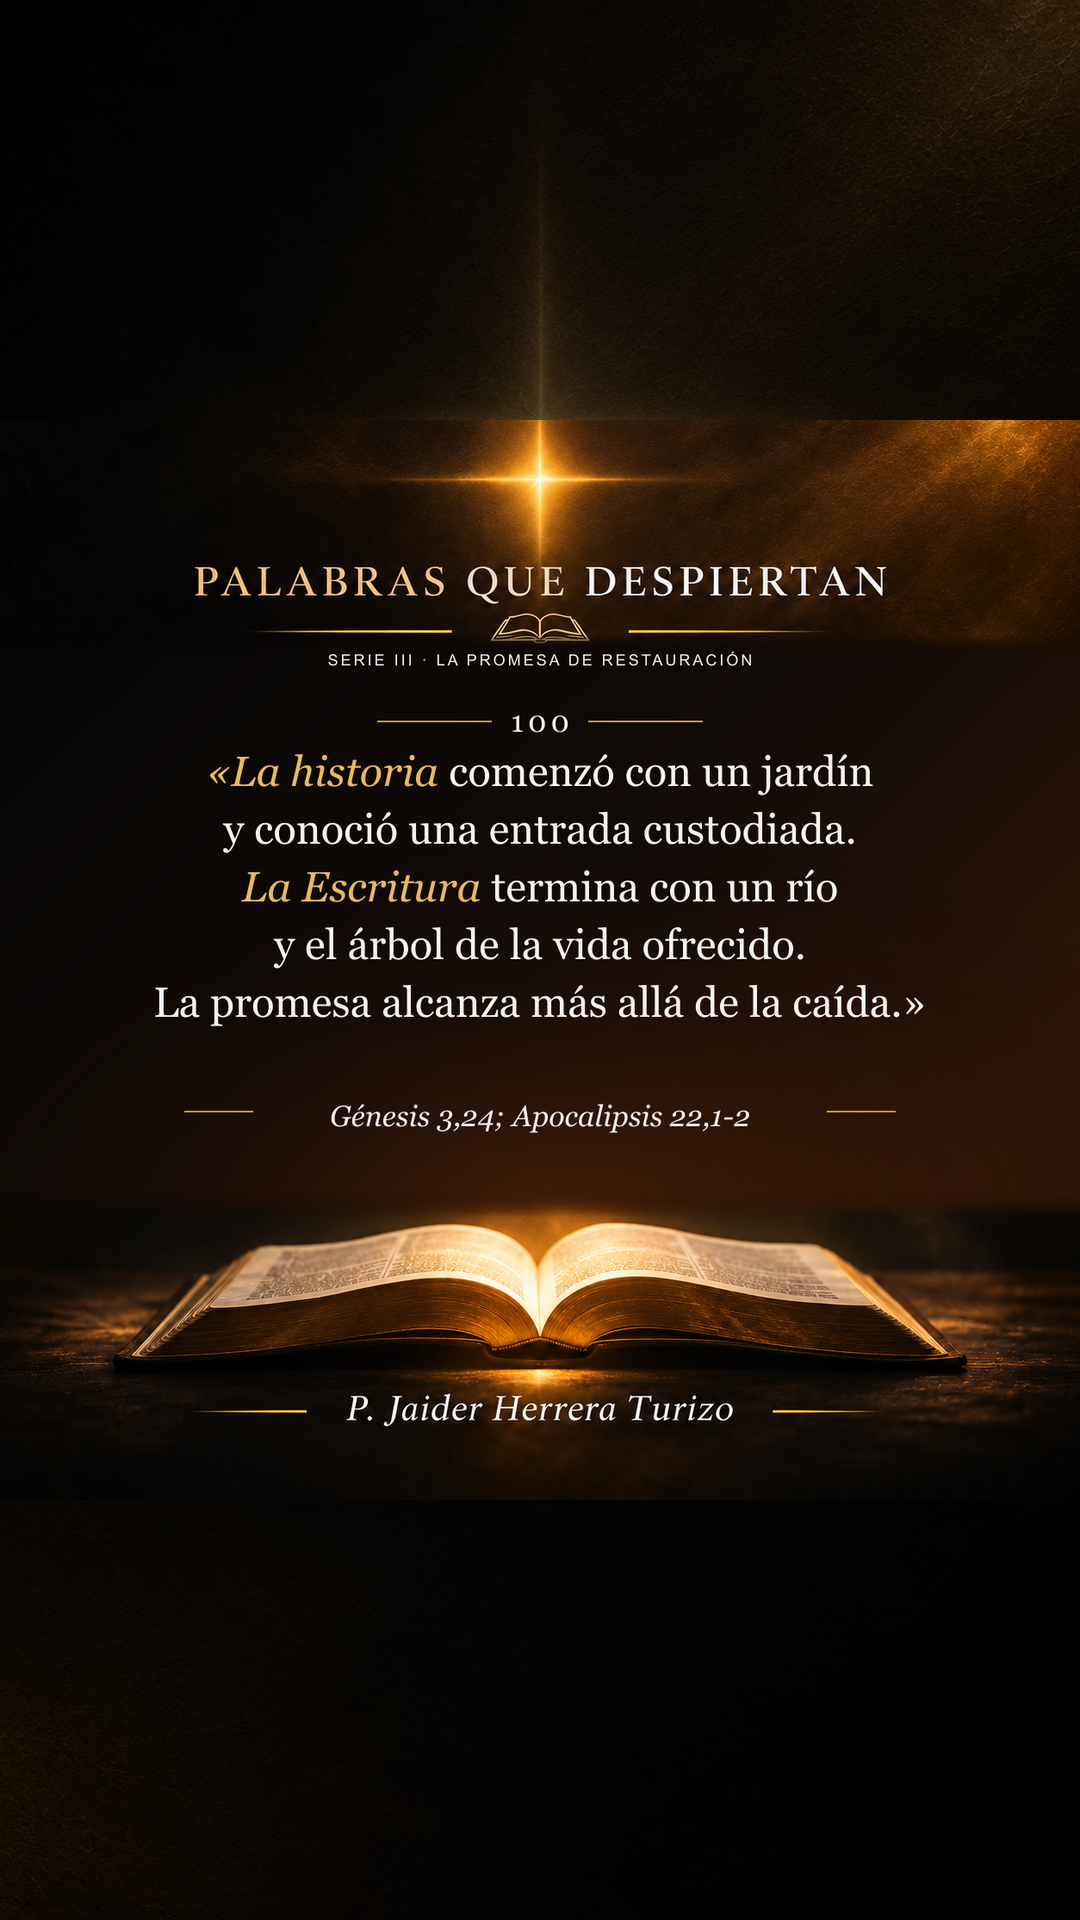 PALABRAS QUE DESPIERTAN
SERIE III · LA PROMESA DE RESTAURACIÓN
100
«La historia comenzó con un jardín
y conoció una entrada custodiada.
La Escritura termina con un río
y el árbol de la vida ofrecido.
La promesa alcanza más allá de la caída.»
Génesis 3,24; Apocalipsis 22,1-2
P. Jaider Herrera Turizo